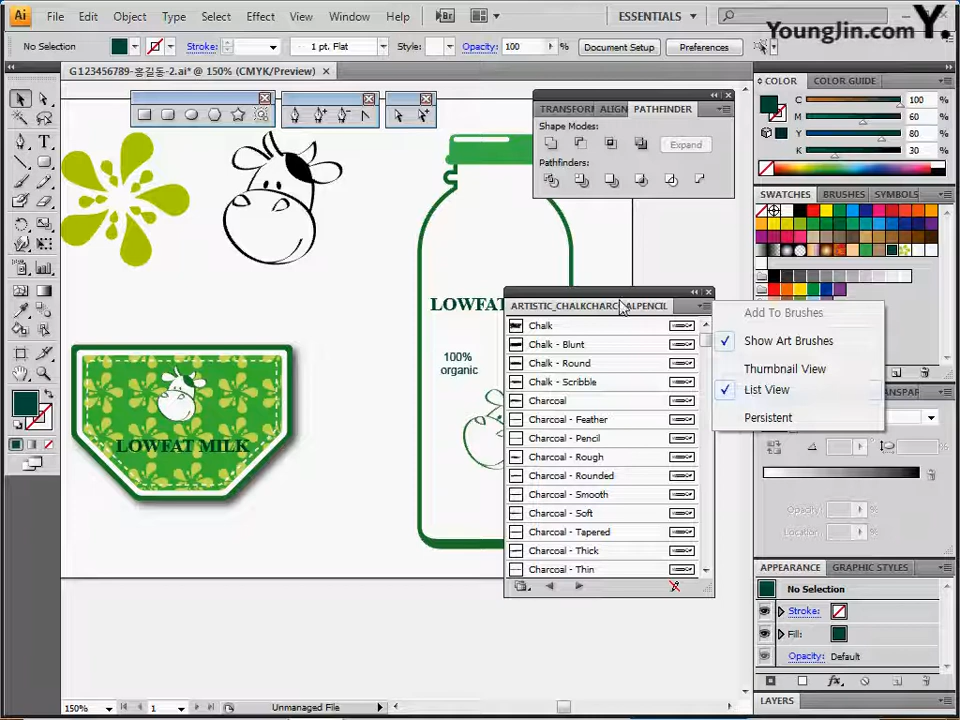 Ai File Edit Object Type Select Effect View Window Help Br ESSENTIALS
YoungJin.com Y.
No Selection Stroke: 1 pt. Flat Style: Opacity: 100 % Document Setup Preferences
G123456789-홍길동-2.ai* @ 150% (CMYK/Preview)
COLOR COLOR GUIDE
C 100 %
M 60 %
Y 80 %
K 30 %
TRANSFORM ALIGN PATHFINDER
Shape Modes:
Expand
Pathfinders:
SWATCHES BRUSHES SYMBOLS
LOWFAT
100%
organic
LOWFAT MILK
ARTISTIC_CHALKCHARC ALPENCIL
Chalk
Chalk - Blunt
Chalk - Round
Chalk - Scribble
Charcoal
Charcoal - Feather
Charcoal - Pencil
Charcoal - Rough
Charcoal - Rounded
Charcoal - Smooth
Charcoal - Soft
Charcoal - Tapered
Charcoal - Thick
Charcoal - Thin
Add To Brushes
Show Art Brushes
Thumbnail View
List View
Persistent
TRANSPAR
Opacity: %
Location: %
APPEARANCE GRAPHIC STYLES
No Selection
Stroke:
Fill:
Opacity: Default
LAYERS
150% 1 Unmanaged File